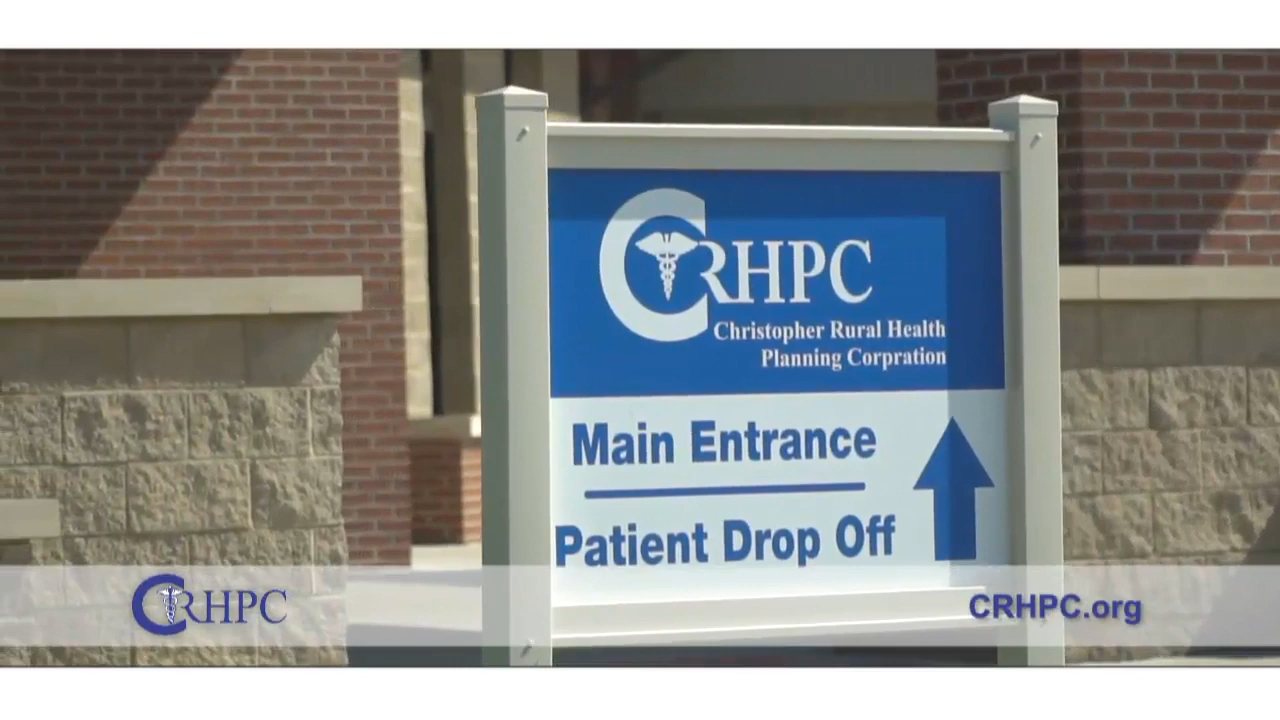 CRHPC
Christopher Rural Health
Planning Corpration
Main Entrance
Patient Drop Off
CRHPC
CRHPC.org